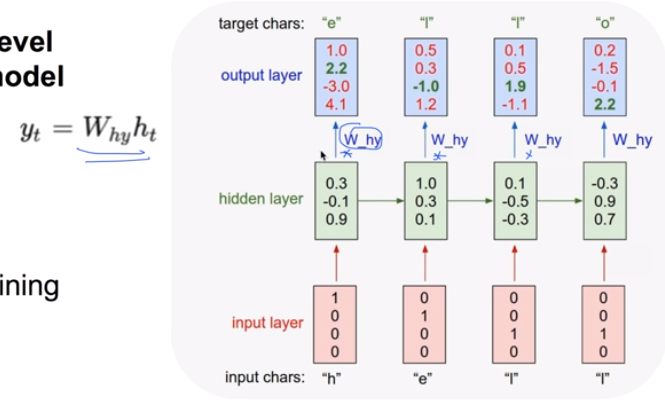 evel
nodel
y_t = W_{hy}h_t
ining
target chars: "e" "l" "l" "o"
output layer
1.0 0.5 0.1 0.2
2.2 0.3 0.5 -1.5
-3.0 -1.0 1.9 -0.1
4.1 1.2 -1.1 2.2
W_hy W_hy W_hy W_hy
hidden layer
0.3 1.0 0.1 -0.3
-0.1 0.3 -0.5 0.9
0.9 0.1 -0.3 0.7
input layer
1 0 0 0
0 1 0 0
0 0 1 1
0 0 0 0
input chars: "h" "e" "l" "l"